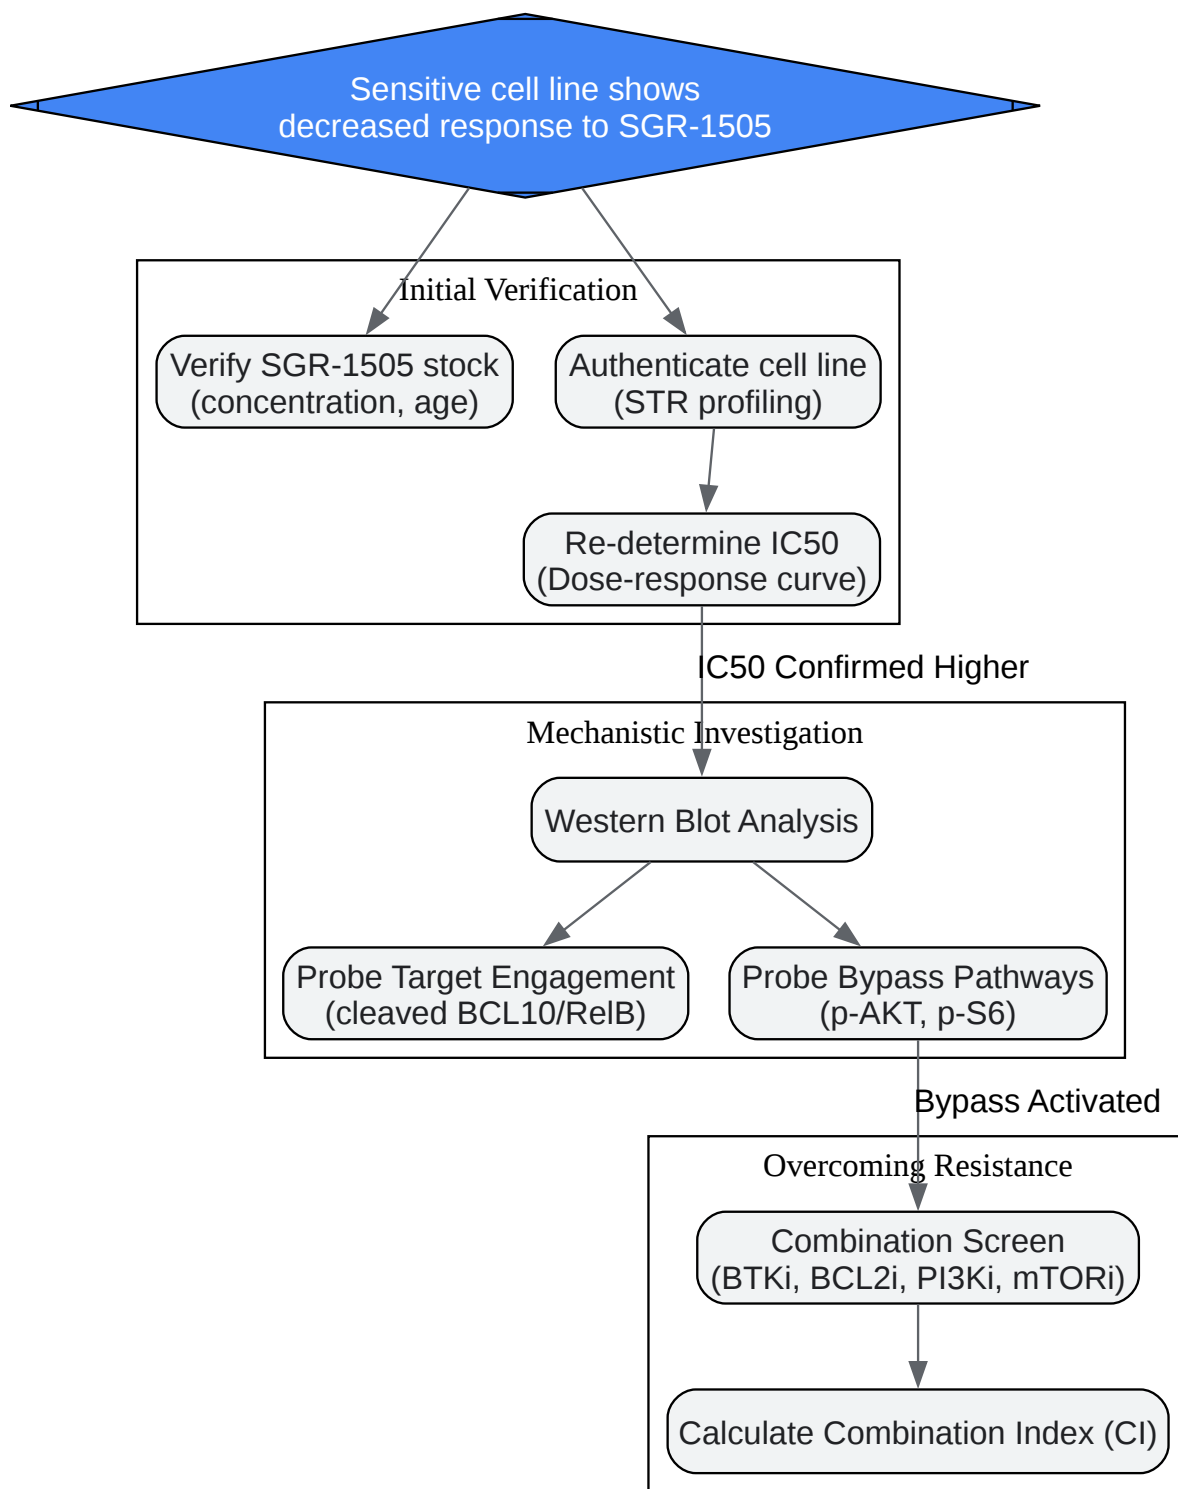 Sensitive cell line shows
decreased response to SGR-1505
Initial Verification
Verify SGR-1505 stock
(concentration, age)
Authenticate cell line
(STR profiling)
Re-determine IC50
(Dose-response curve)
IC50 Confirmed Higher
Mechanistic Investigation
Western Blot Analysis
Probe Target Engagement
(cleaved BCL10/RelB)
Probe Bypass Pathways
(p-AKT, p-S6)
Bypass Activated
Overcoming Resistance
Combination Screen
(BTKi, BCL2i, PI3Ki, mTORi)
Calculate Combination Index (CI)